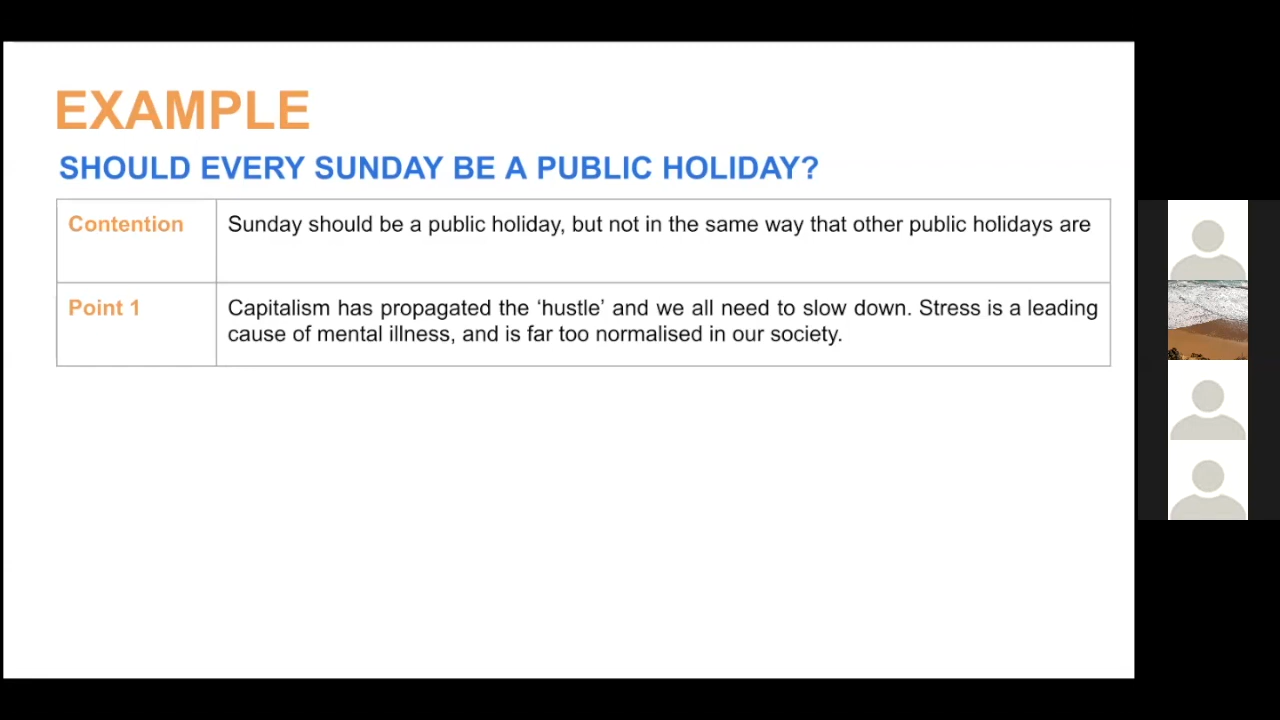 EXAMPLE
SHOULD EVERY SUNDAY BE A PUBLIC HOLIDAY?
Contention
Sunday should be a public holiday, but not in the same way that other public holidays are
Point 1
Capitalism has propagated the ‘hustle’ and we all need to slow down. Stress is a leading
cause of mental illness, and is far too normalised in our society.